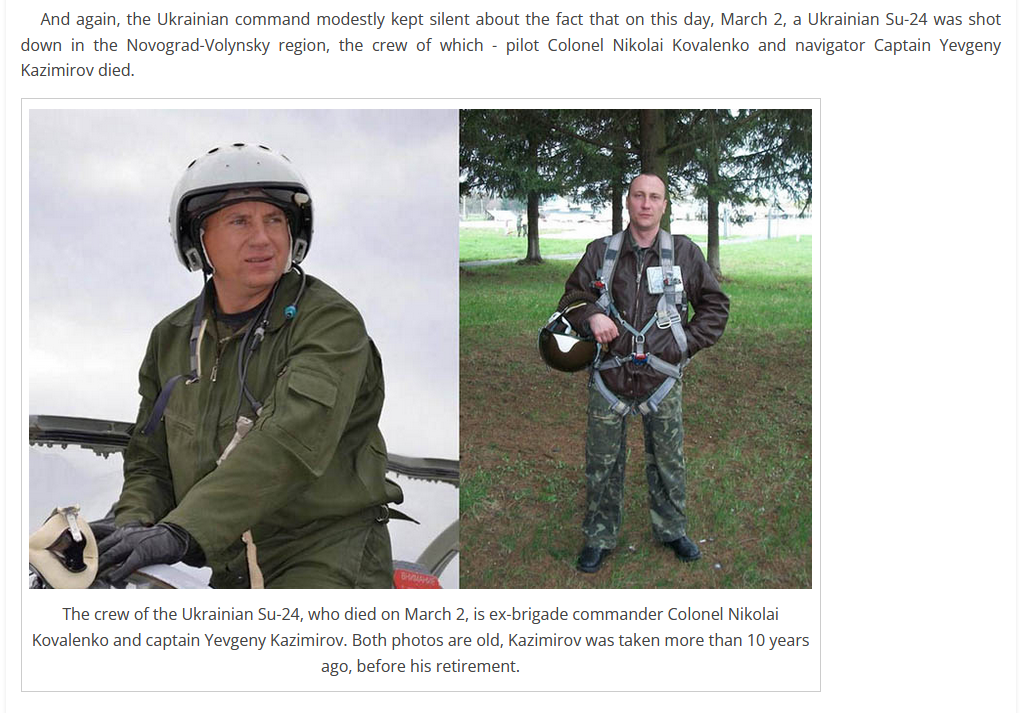 And again, the Ukrainian command modestly kept silent about the fact that on this day, March 2, a Ukrainian Su-24 was shot
down in the Novograd-Volynsky region, the crew of which - pilot Colonel Nikolai Kovalenko and navigator Captain Yevgeny
Kazimirov died.
The crew of the Ukrainian Su-24, who died on March 2, is ex-brigade commander Colonel Nikolai
Kovalenko and captain Yevgeny Kazimirov. Both photos are old, Kazimirov was taken more than 10 years
ago, before his retirement.